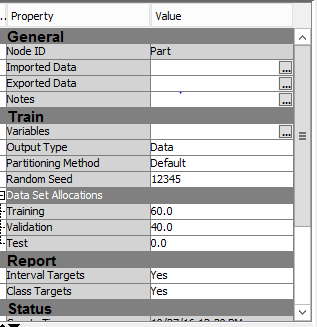 .. Property Value
General
Node ID Part
Imported Data ...
Exported Data ...
Notes ...
Train
Variables ...
Output Type Data
Partitioning Method Default
Random Seed 12345
Data Set Allocations
Training 60.0
Validation 40.0
Test 0.0
Report
Interval Targets Yes
Class Targets Yes
Status